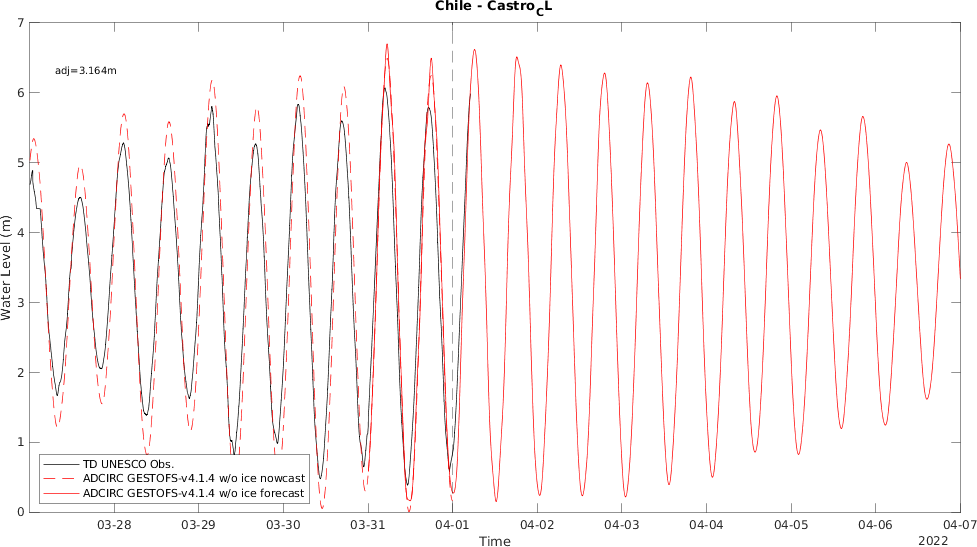 Chile - Castro_CL
7
6
5
4
3
2
1
0
Water Level (m)
adj=3.164m
TD UNESCO Obs.
ADCIRC GESTOFS-v4.1.4 w/o ice nowcast
ADCIRC GESTOFS-v4.1.4 w/o ice forecast
03-28 03-29 03-30 03-31 04-01 04-02 04-03 04-04 04-05 04-06 04-07
Time
2022